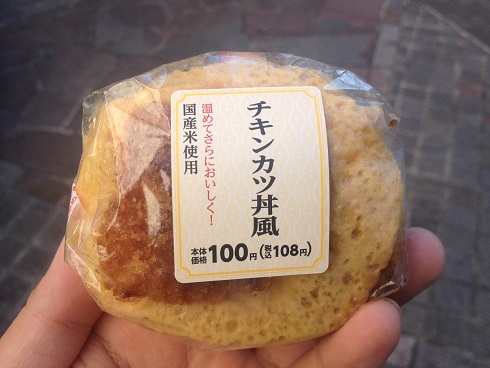 チキンカツ丼風
温めてさらにおいしく!
国産米使用
本体価格100円(税込108円)